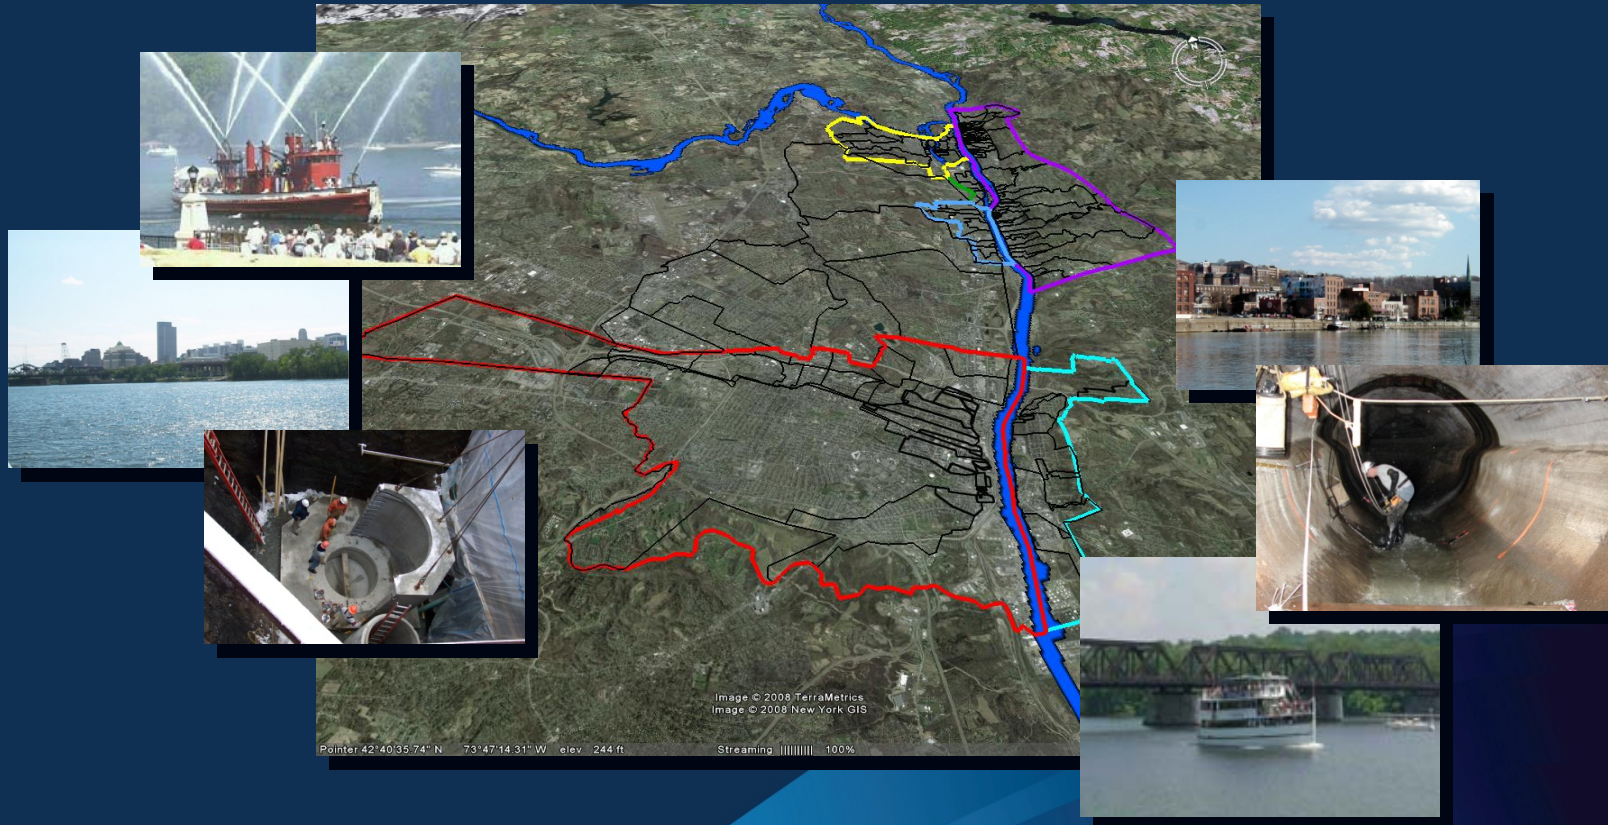 Image © 2008 TerraMetrics
Image © 2008 New York GIS
Pointer 42°40'35.74" N 73°47'14.31" W elev 244 ft Streaming |||||||||| 100%